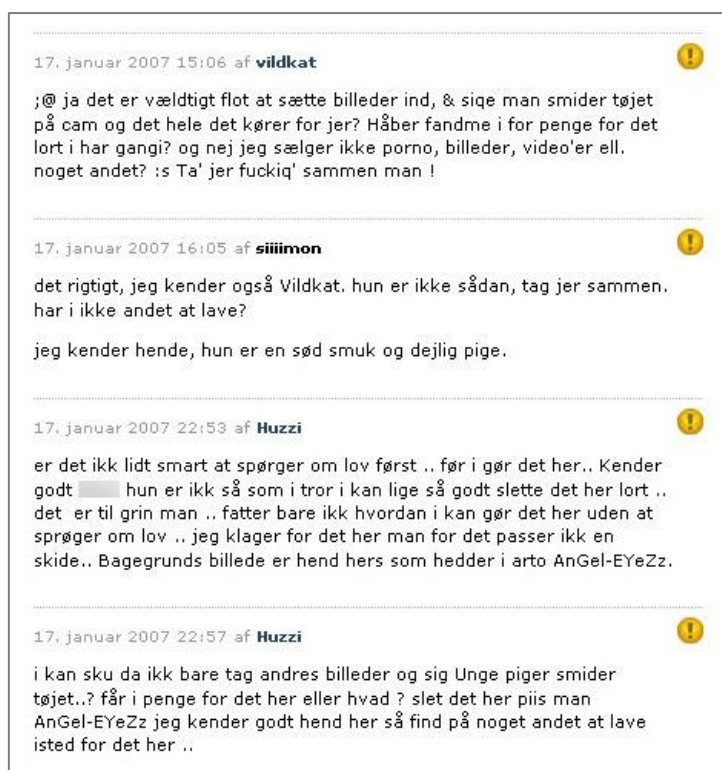 17. januar 2007 15:06 af vildkat
;@ ja det er vældtigt flot at sætte billeder ind, & siqe man smider tøjet
på cam og det hele det kører for jer? Håber fandme i for penge for det
lort i har gangi? og nej jeg sælger ikke porno, billeder, video'er ell.
noget andet? :s Ta' jer fuckiq' sammen man !
17. januar 2007 16:05 af siiiimon
det rigtigt, jeg kender også Vildkat. hun er ikke sådan, tag jer sammen.
har i ikke andet at lave?
jeg kender hende, hun er en sød smuk og dejlig pige.
17. januar 2007 22:53 af Huzzi
er det ikk lidt smart at spørger om lov først .. før i gør det her.. Kender
godt hun er ikk så som i tror i kan lige så godt slette det her lort ..
det er til grin man .. fatter bare ikk hvordan i kan gør det her uden at
sprøger om lov .. jeg klager for det her man for det passer ikk en
skide.. Bagegrunds billede er hend hers som hedder i arto AnGel-EYeZz.
17. januar 2007 22:57 af Huzzi
i kan sku da ikk bare tag andres billeder og sig Unge piger smider
tøjet..? får i penge for det her eller hvad ? slet det her piis man
AnGel-EYeZz jeg kender godt hend her så find på noget andet at lave
isted for det her ..